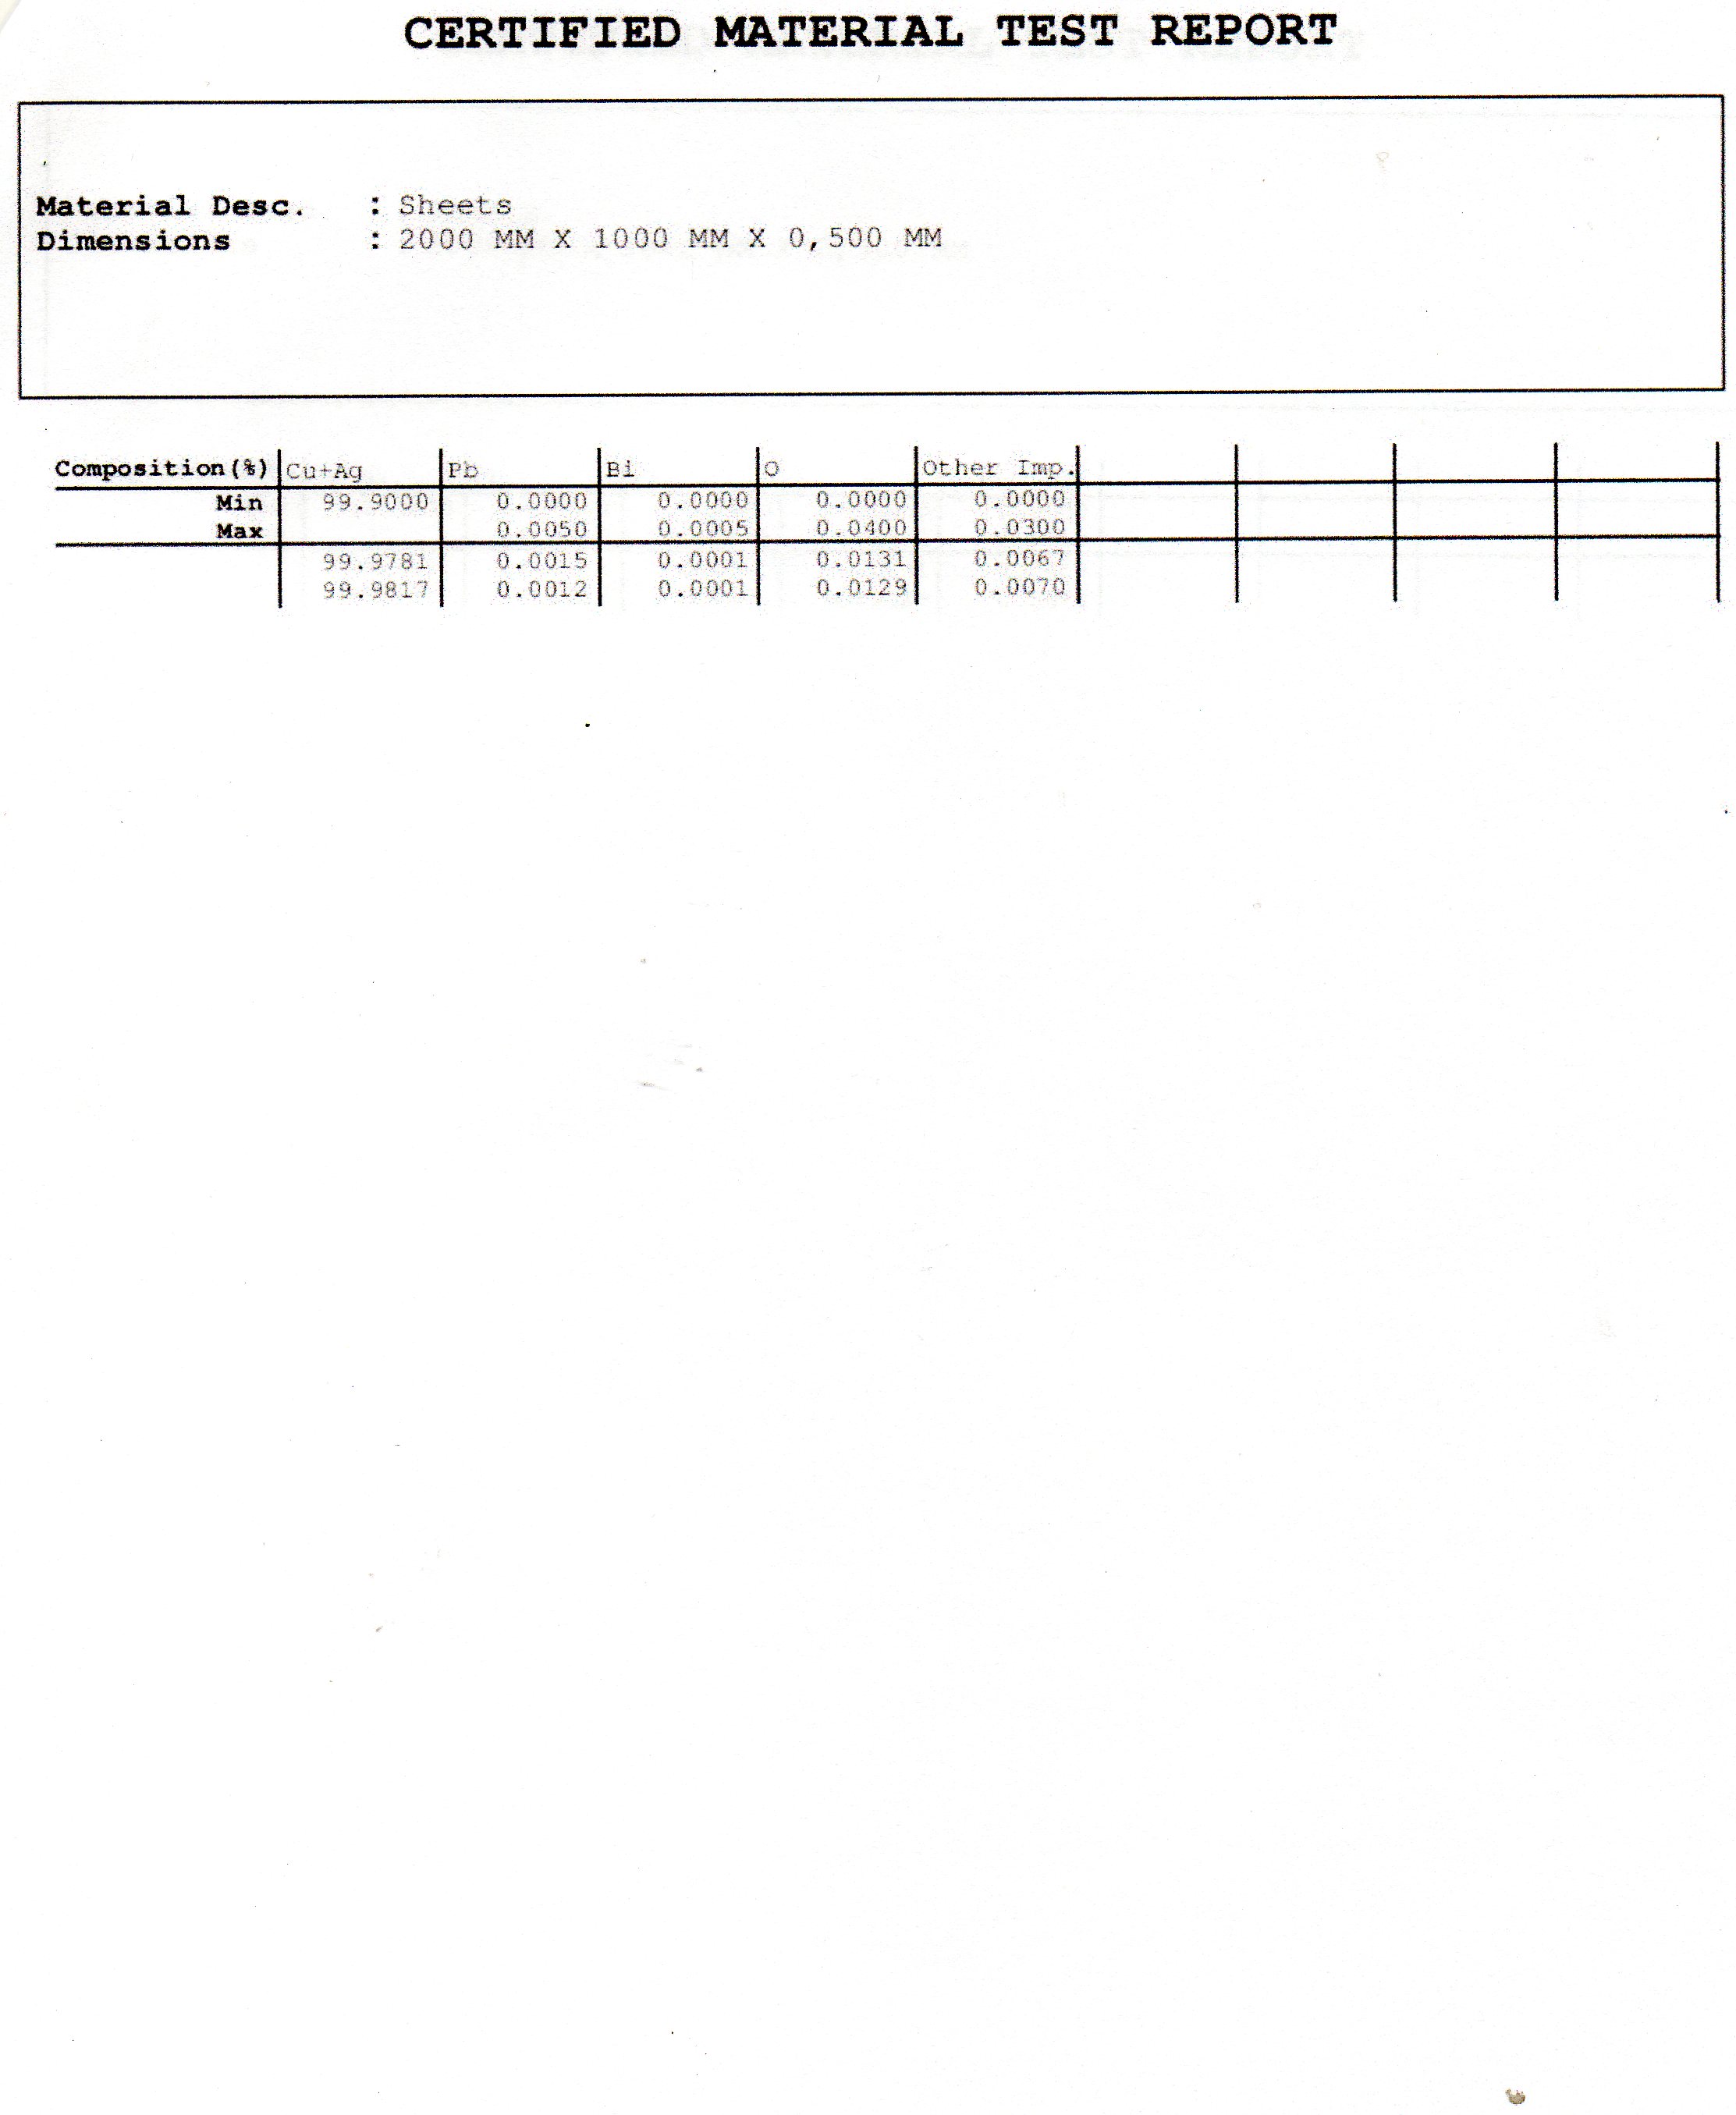 CERTIFIED MATERIAL TEST REPORT
Material Desc. : Sheets
Dimensions : 2000 MM X 1000 MM X 0,500 MM
Composition(%) Cu+Ag Pb Bi O Other Imp.
Min 99.9000 0.0000 0.0000 0.0000 0.0000
Max 0.0050 0.0005 0.0400 0.0300
99.9781 0.0015 0.0001 0.0131 0.0067
99.9817 0.0012 0.0001 0.0129 0.0070